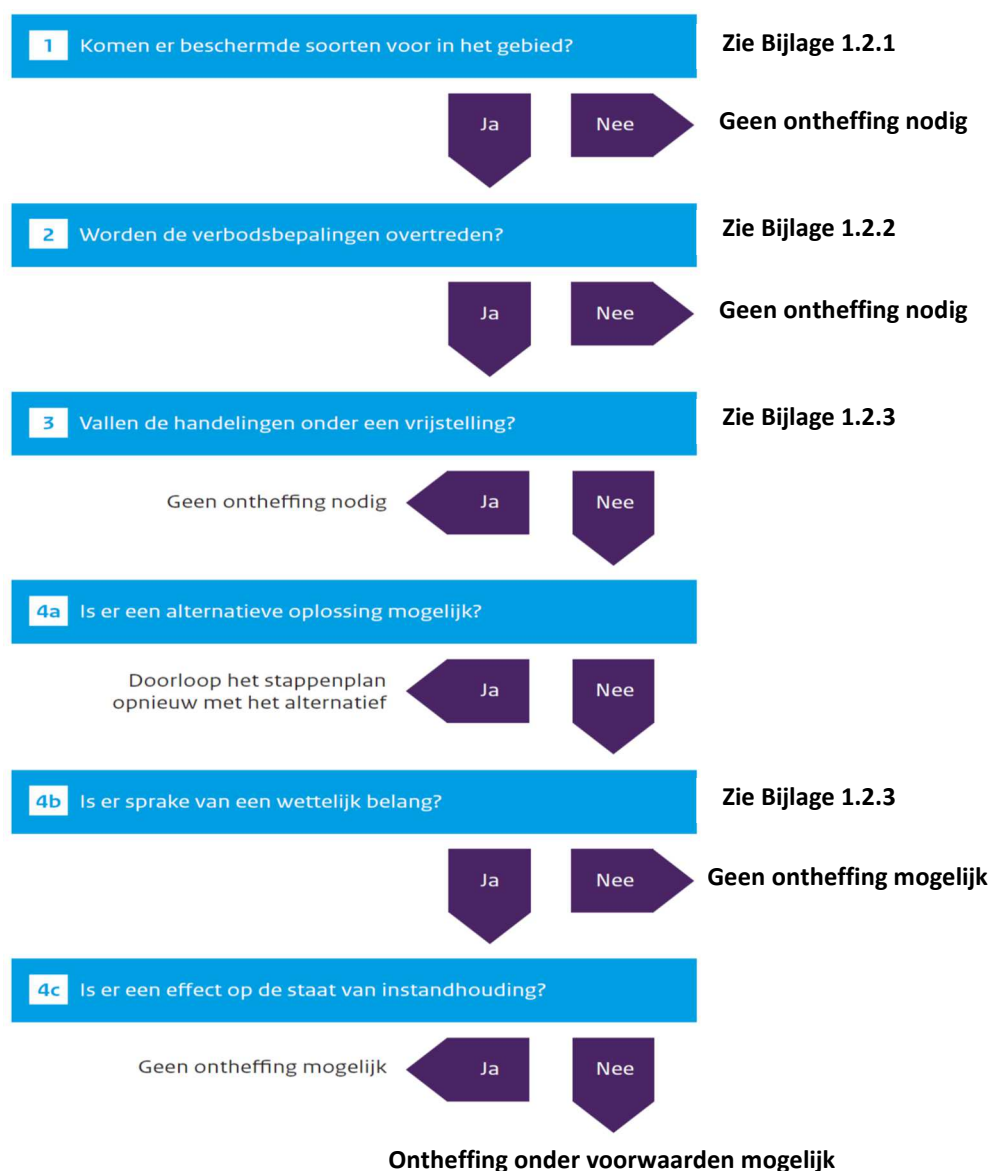 1 Komen er beschermde soorten voor in het gebied? Zie Bijlage 1.2.1
Ja Nee Geen ontheffing nodig
2 Worden de verbodsbepalingen overtreden? Zie Bijlage 1.2.2
Ja Nee Geen ontheffing nodig
3 Vallen de handelingen onder een vrijstelling? Zie Bijlage 1.2.3
Geen ontheffing nodig Ja Nee
4a Is er een alternatieve oplossing mogelijk?
Doorloop het stappenplan
opnieuw met het alternatief Ja Nee
4b Is er sprake van een wettelijk belang? Zie Bijlage 1.2.3
Ja Nee Geen ontheffing mogelijk
4c Is er een effect op de staat van instandhouding?
Geen ontheffing mogelijk Ja Nee
Ontheffing onder voorwaarden mogelijk